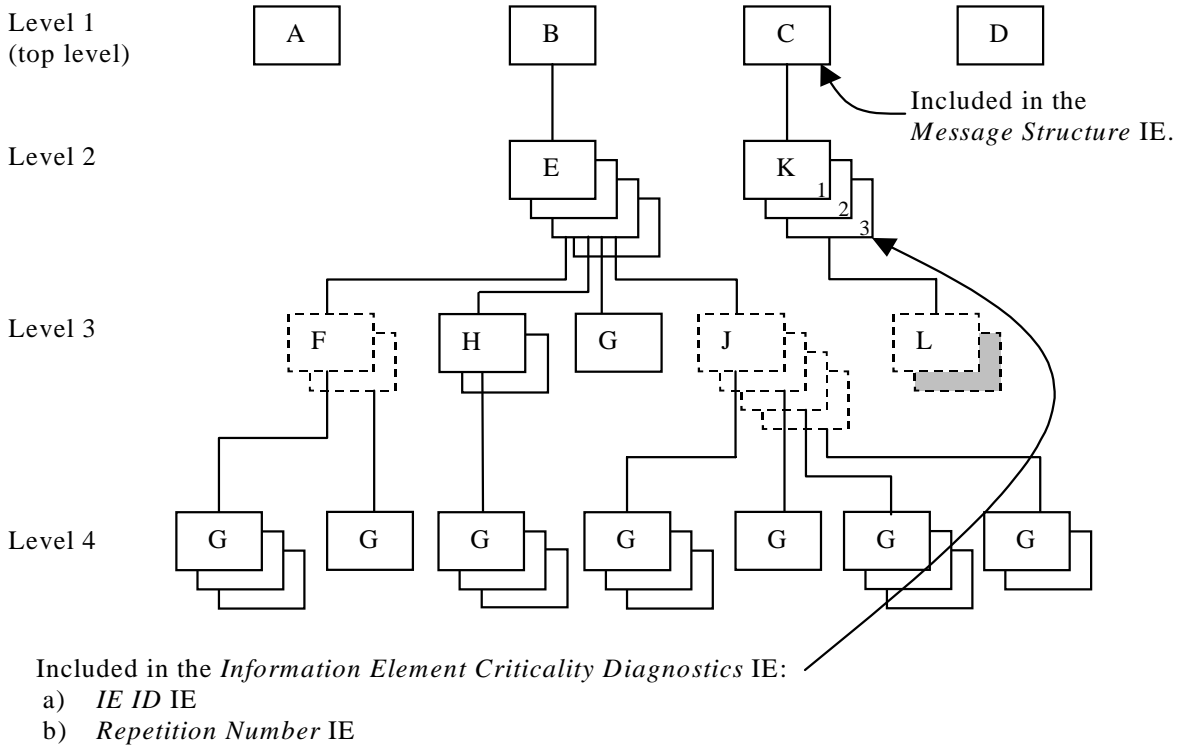 Level 1
(top level)
A
B
C
D
Included in the
Message Structure IE.
Level 2
E
K
1
2
3
Level 3
F
H
G
J
L
Level 4
G
G
G
G
G
G
G
Included in the Information Element Criticality Diagnostics IE:
a) IE ID IE
b) Repetition Number IE